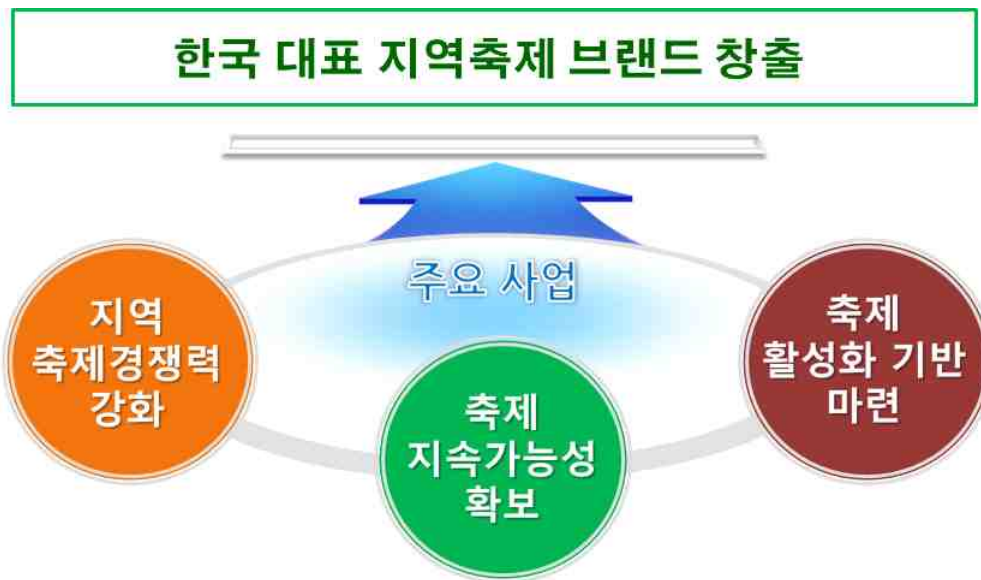 한국 대표 지역축제 브랜드 창출
주요 사업
지역
축제경쟁력
강화
축제
지속가능성
확보
축제
활성화 기반
마련